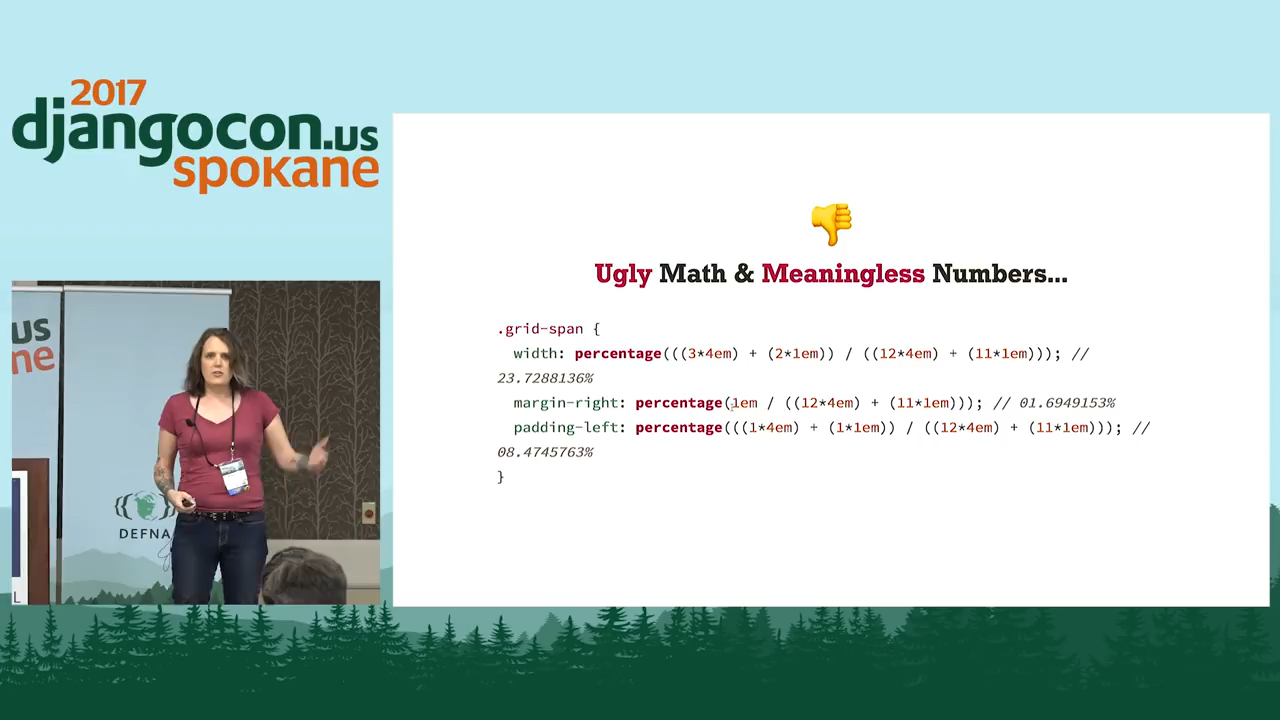 2017
djangocon.us
spokane
us
ne
DEFNA
L
👎
Ugly Math & Meaningless Numbers...
.grid-span {
width: percentage(((3*4em) + (2*1em)) / ((12*4em) + (11*1em))); //
23.7288136%
margin-right: percentage(1em / ((12*4em) + (11*1em))); // 01.6949153%
padding-left: percentage(((1*4em) + (1*1em)) / ((12*4em) + (11*1em))); //
08.4745763%
}